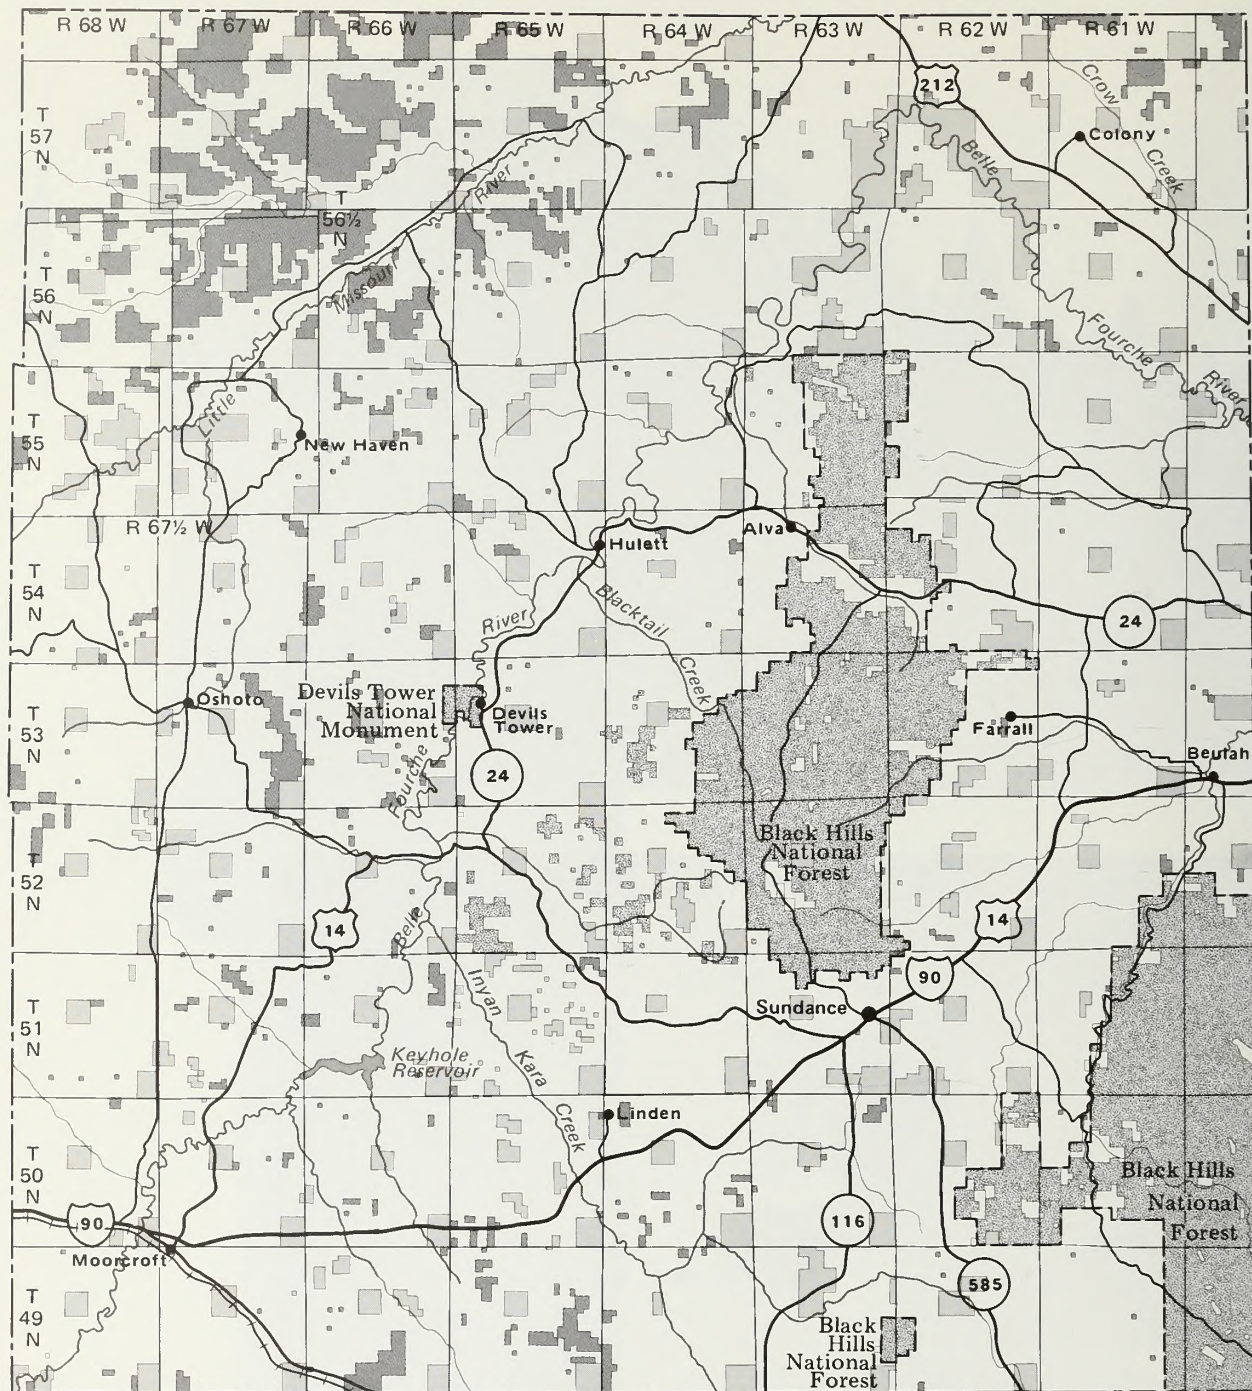 R 68 W
R 67 W
R 66 W
R 65 W
R 64 W
R 63 W
R 62 W
R 61 W
212
Crow
Creek
Colony
T
57
N
Belle
River
T
56½
N
T
56
N
Missouri
Fourche
River
Little
T
55
N
New Haven
R 67½ W
Hulett
Alva
T
54
N
Blacktail
Creek
River
24
Oshoto
Devils Tower
National
Monument
Devils
Tower
T
53
N
Farrall
Beulah
24
Fourche
Black Hills
National
Forest
T
52
N
14
Belle
14
90
Inyan
Kara
Creek
Sundance
T
51
N
Keyhole
Reservoir
Linden
T
50
N
Black Hills
National
Forest
90
116
Moorcroft
585
T
49
N
Black
Hills
National
Forest